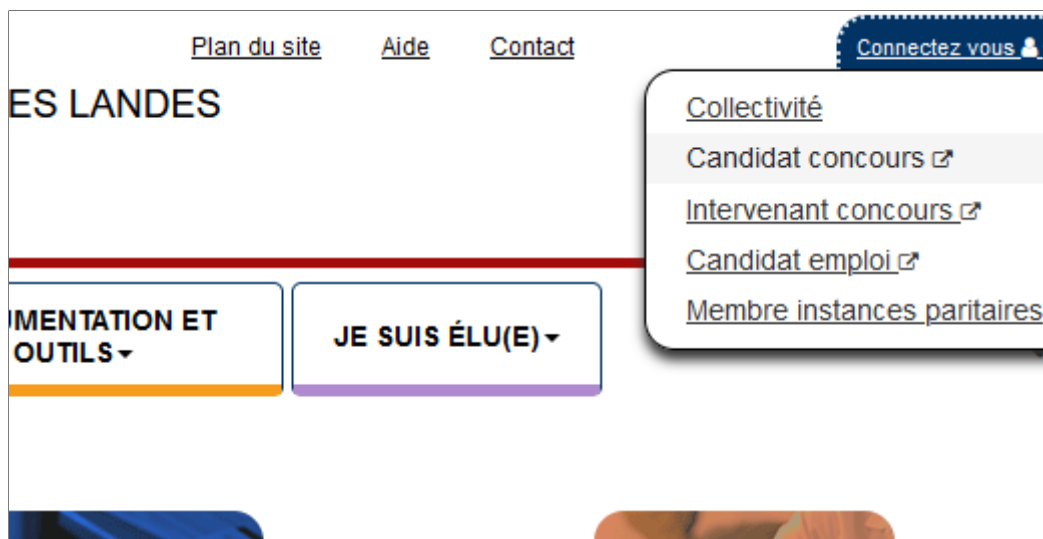 Plan du site Aide Contact Connectez vous
ES LANDES
Collectivité
Candidat concours
Intervenant concours
Candidat emploi
Membre instances paritaires
MENTATION ET
OUTILS
JE SUIS ÉLU(E)